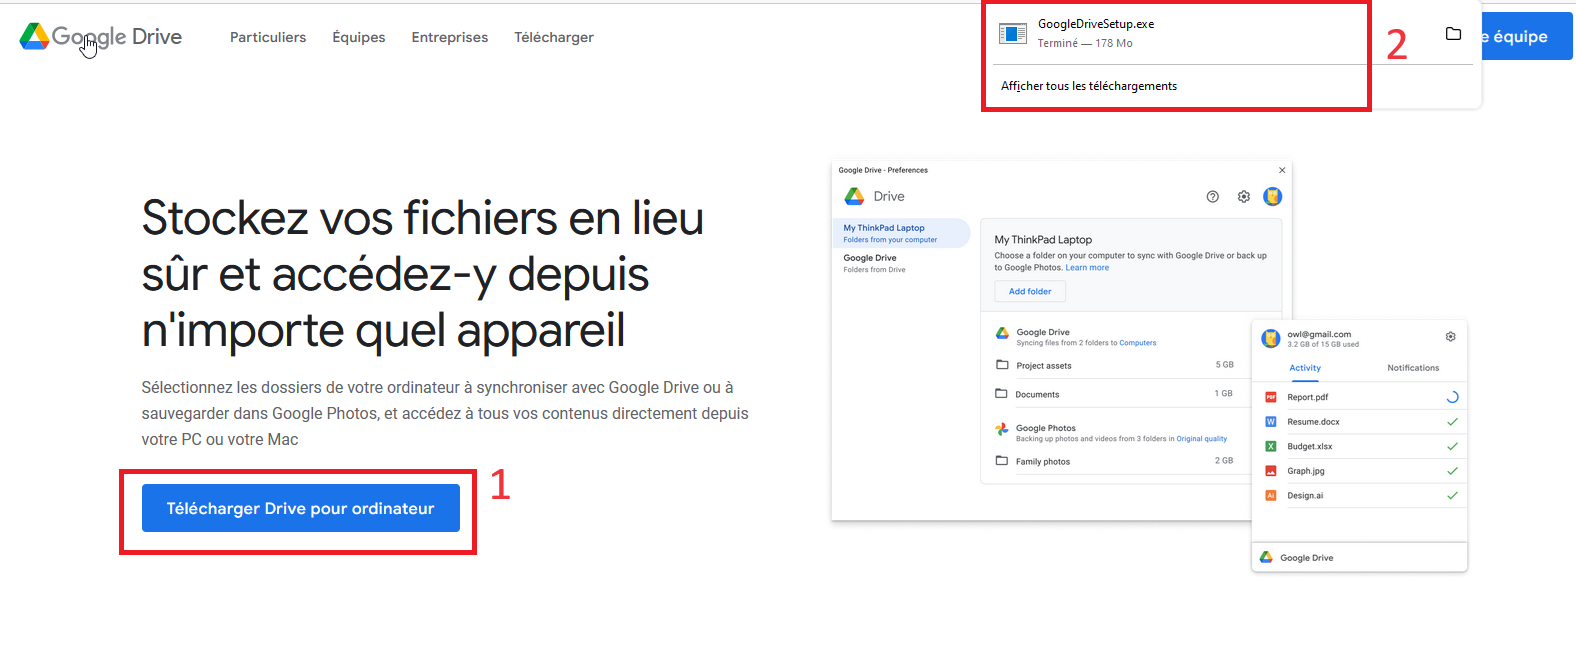 Google Drive
Particuliers
Équipes
Entreprises
Télécharger
GoogleDriveSetup.exe
Terminé — 178 Mo
Afficher tous les téléchargements
2
e équipe
Stockez vos fichiers en lieu
sûr et accédez-y depuis
n'importe quel appareil
Sélectionnez les dossiers de votre ordinateur à synchroniser avec Google Drive ou à
sauvegarder dans Google Photos, et accédez à tous vos contenus directement depuis
votre PC ou votre Mac
Télécharger Drive pour ordinateur
1
Google Drive - Preferences
Drive
My ThinkPad Laptop
Folders from your computer
Google Drive
Folders from Drive
My ThinkPad Laptop
Choose a folder on your computer to sync with Google Drive or back up
to Google Photos. Learn more
Add folder
Google Drive
Syncing files from 2 folders to Computers
Project assets 5 GB
Documents 1 GB
Google Photos
Backing up photos and videos from 3 folders in Original quality
Family photos 2 GB
owl@gmail.com
3.2 GB of 15 GB used
Activity Notifications
PDF Report.pdf
W Resume.docx
X Budget.xlsx
Graph.jpg
Ai Design.ai
Google Drive